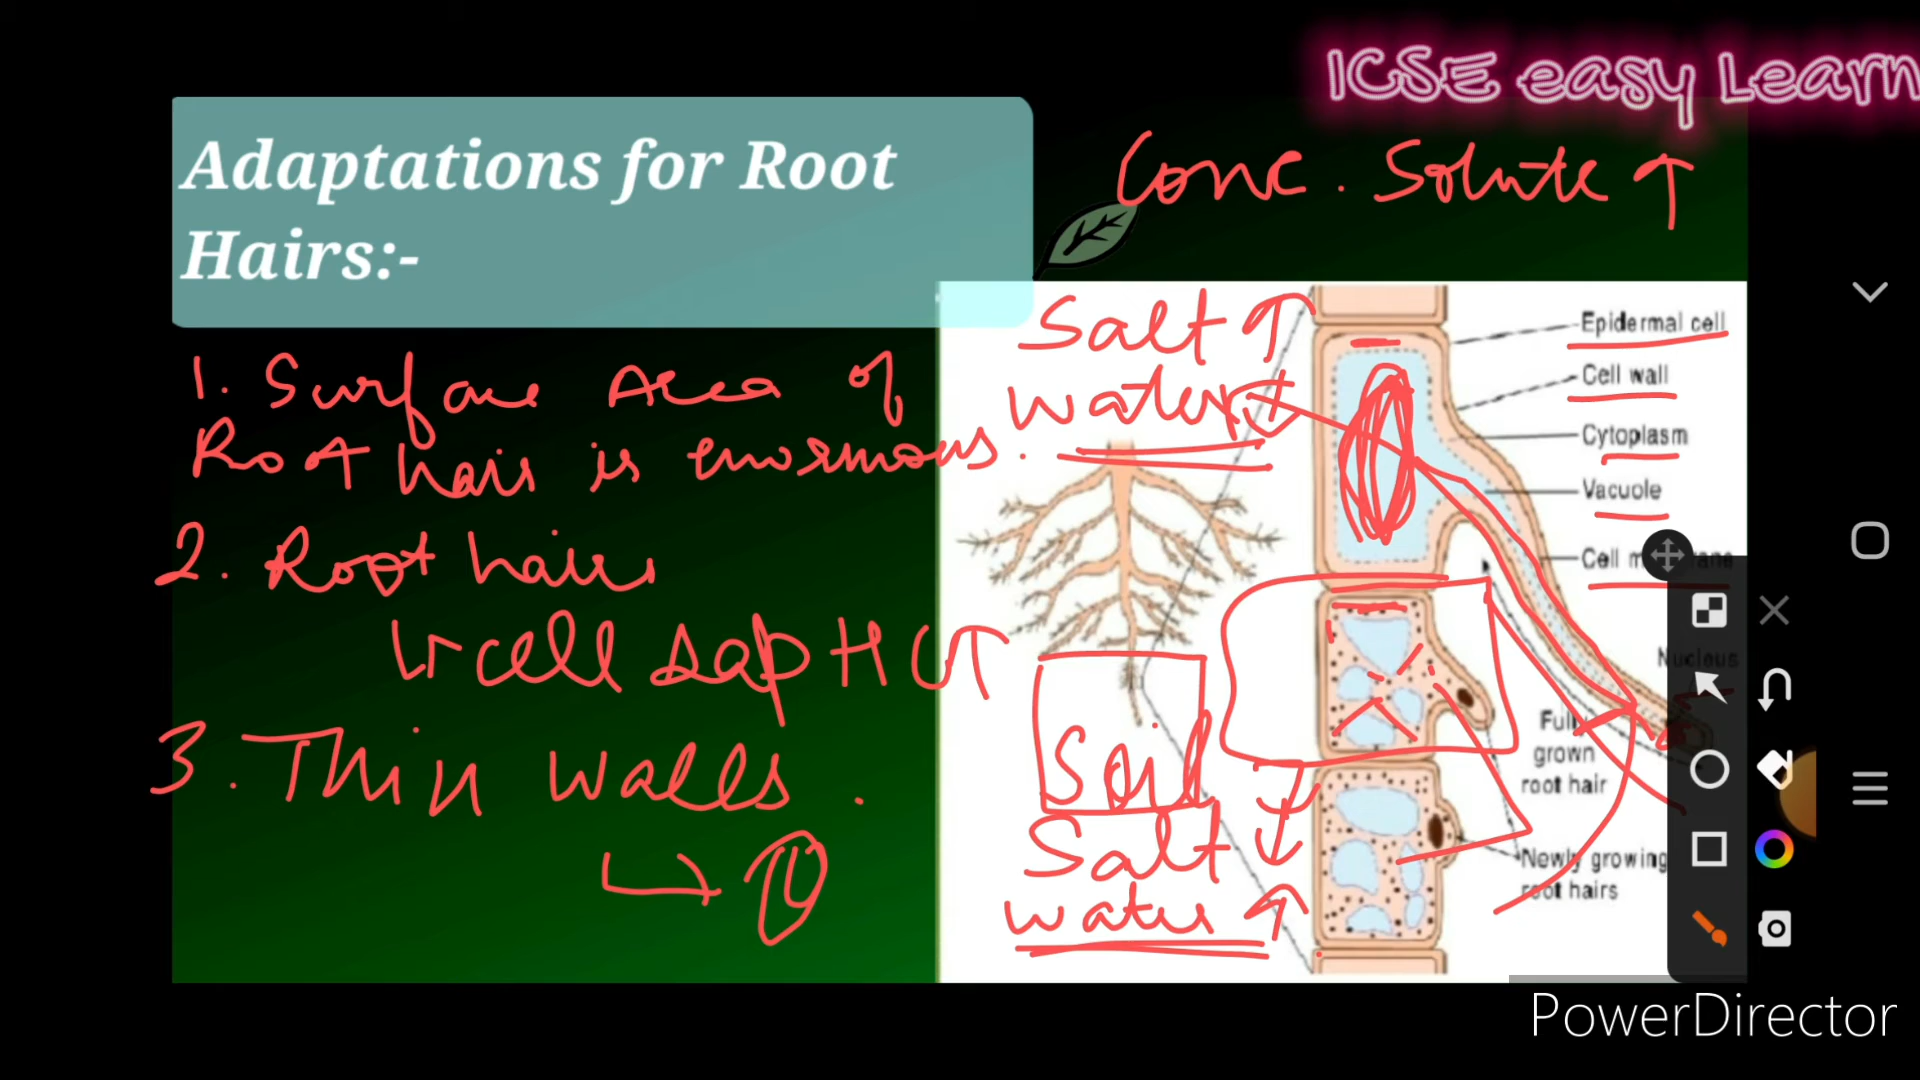 ICSE easy Learn
Adaptations for Root
Hairs:-
Conc. Solute ↑
1. Surface Area of
Root hair is enormous.
2. Root hairs
↳ cell sap H C ↑
3. Thin walls.
Salt ↑
water ↓
Soil
Salt ↓
water ↑
Epidermal cell
Cell wall
Cytoplasm
Vacuole
Cell
Nucleus
Fully
grown
root hair
Newly growing
root hairs
PowerDirector